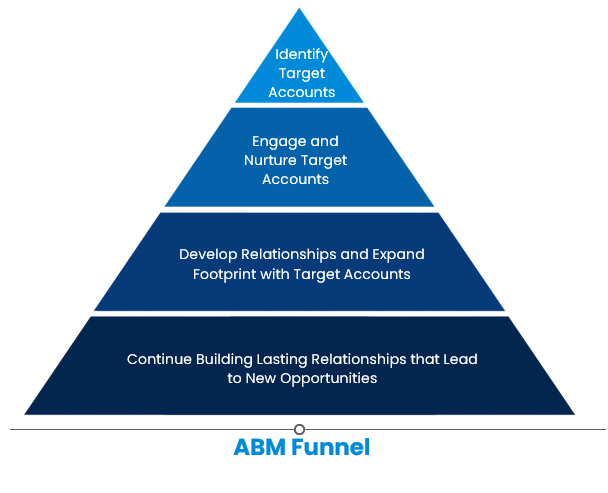 Identify
Target
Accounts
Engage and
Nurture Target
Accounts
Develop Relationships and Expand
Footprint with Target Accounts
Continue Building Lasting Relationships that Lead
to New Opportunities
ABM Funnel